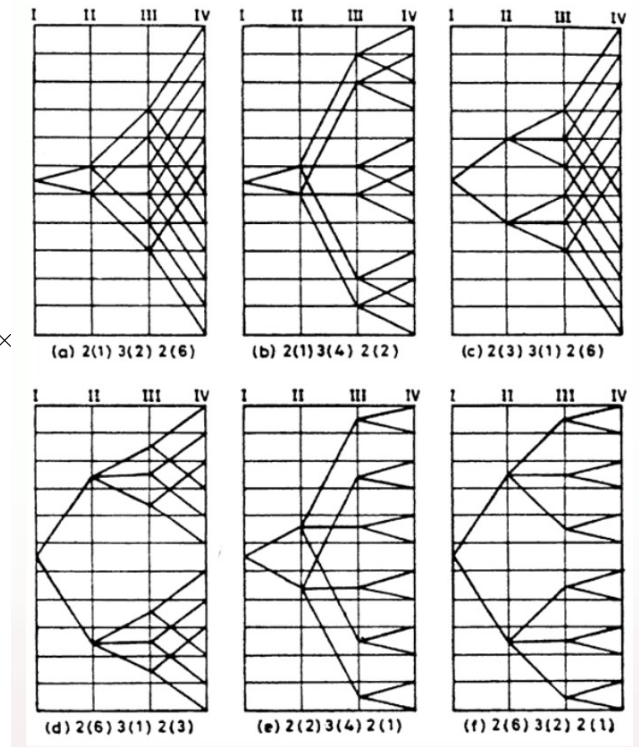 I II III IV I II III IV I II III IV
(a) 2(1) 3(2) 2(6) (b) 2(1) 3(4) 2(2) (c) 2(3) 3(1) 2(6)
I II III IV I II III IV I II III IV
(d) 2(6) 3(1) 2(3) (e) 2(2) 3(4) 2(1) (f) 2(6) 3(2) 2(1)